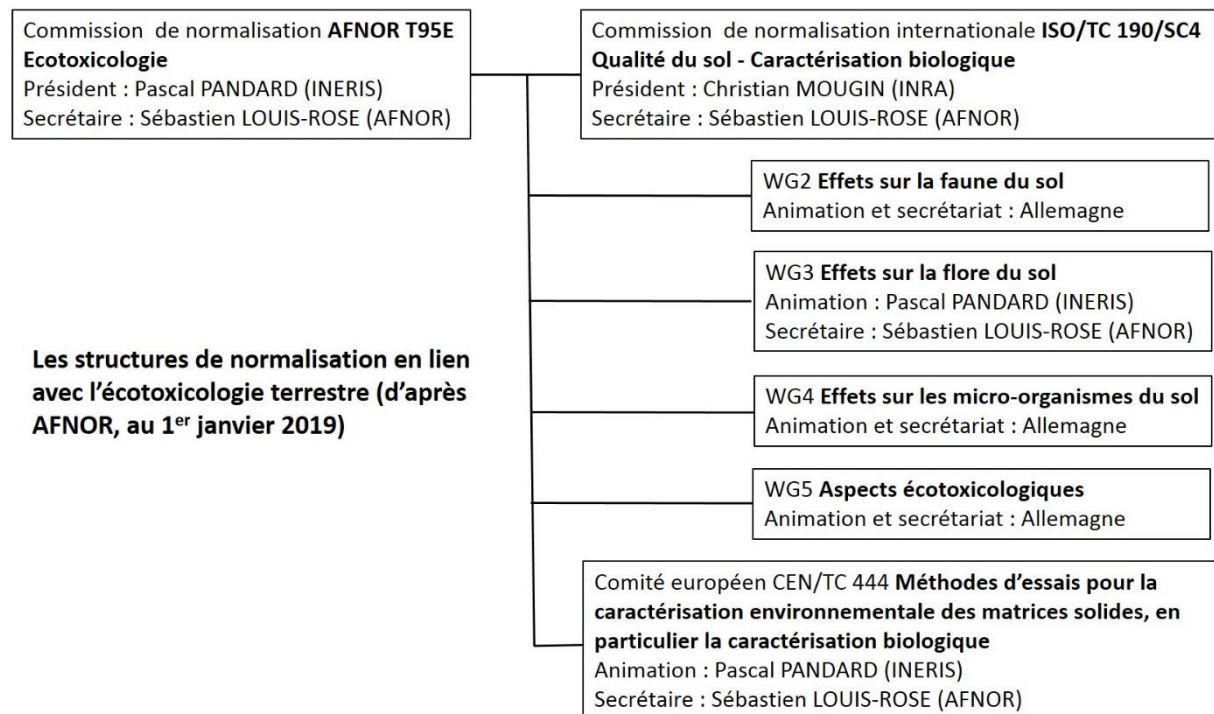 Commission de normalisation AFNOR T95E
Ecotoxicologie
Président : Pascal PANDARD (INERIS)
Secrétaire : Sébastien LOUIS-ROSE (AFNOR)
Commission de normalisation internationale ISO/TC 190/SC4
Qualité du sol - Caractérisation biologique
Président : Christian MOUGIN (INRA)
Secrétaire : Sébastien LOUIS-ROSE (AFNOR)
WG2 Effets sur la faune du sol
Animation et secrétariat : Allemagne
WG3 Effets sur la flore du sol
Animation : Pascal PANDARD (INERIS)
Secrétaire : Sébastien LOUIS-ROSE (AFNOR)
Les structures de normalisation en lien
avec l'écotoxicologie terrestre (d'après
AFNOR, au 1er janvier 2019)
WG4 Effets sur les micro-organismes du sol
Animation et secrétariat : Allemagne
WG5 Aspects écotoxicologiques
Animation et secrétariat : Allemagne
Comité européen CEN/TC 444 Méthodes d'essais pour la
caractérisation environnementale des matrices solides, en
particulier la caractérisation biologique
Animation : Pascal PANDARD (INERIS)
Secrétaire : Sébastien LOUIS-ROSE (AFNOR)